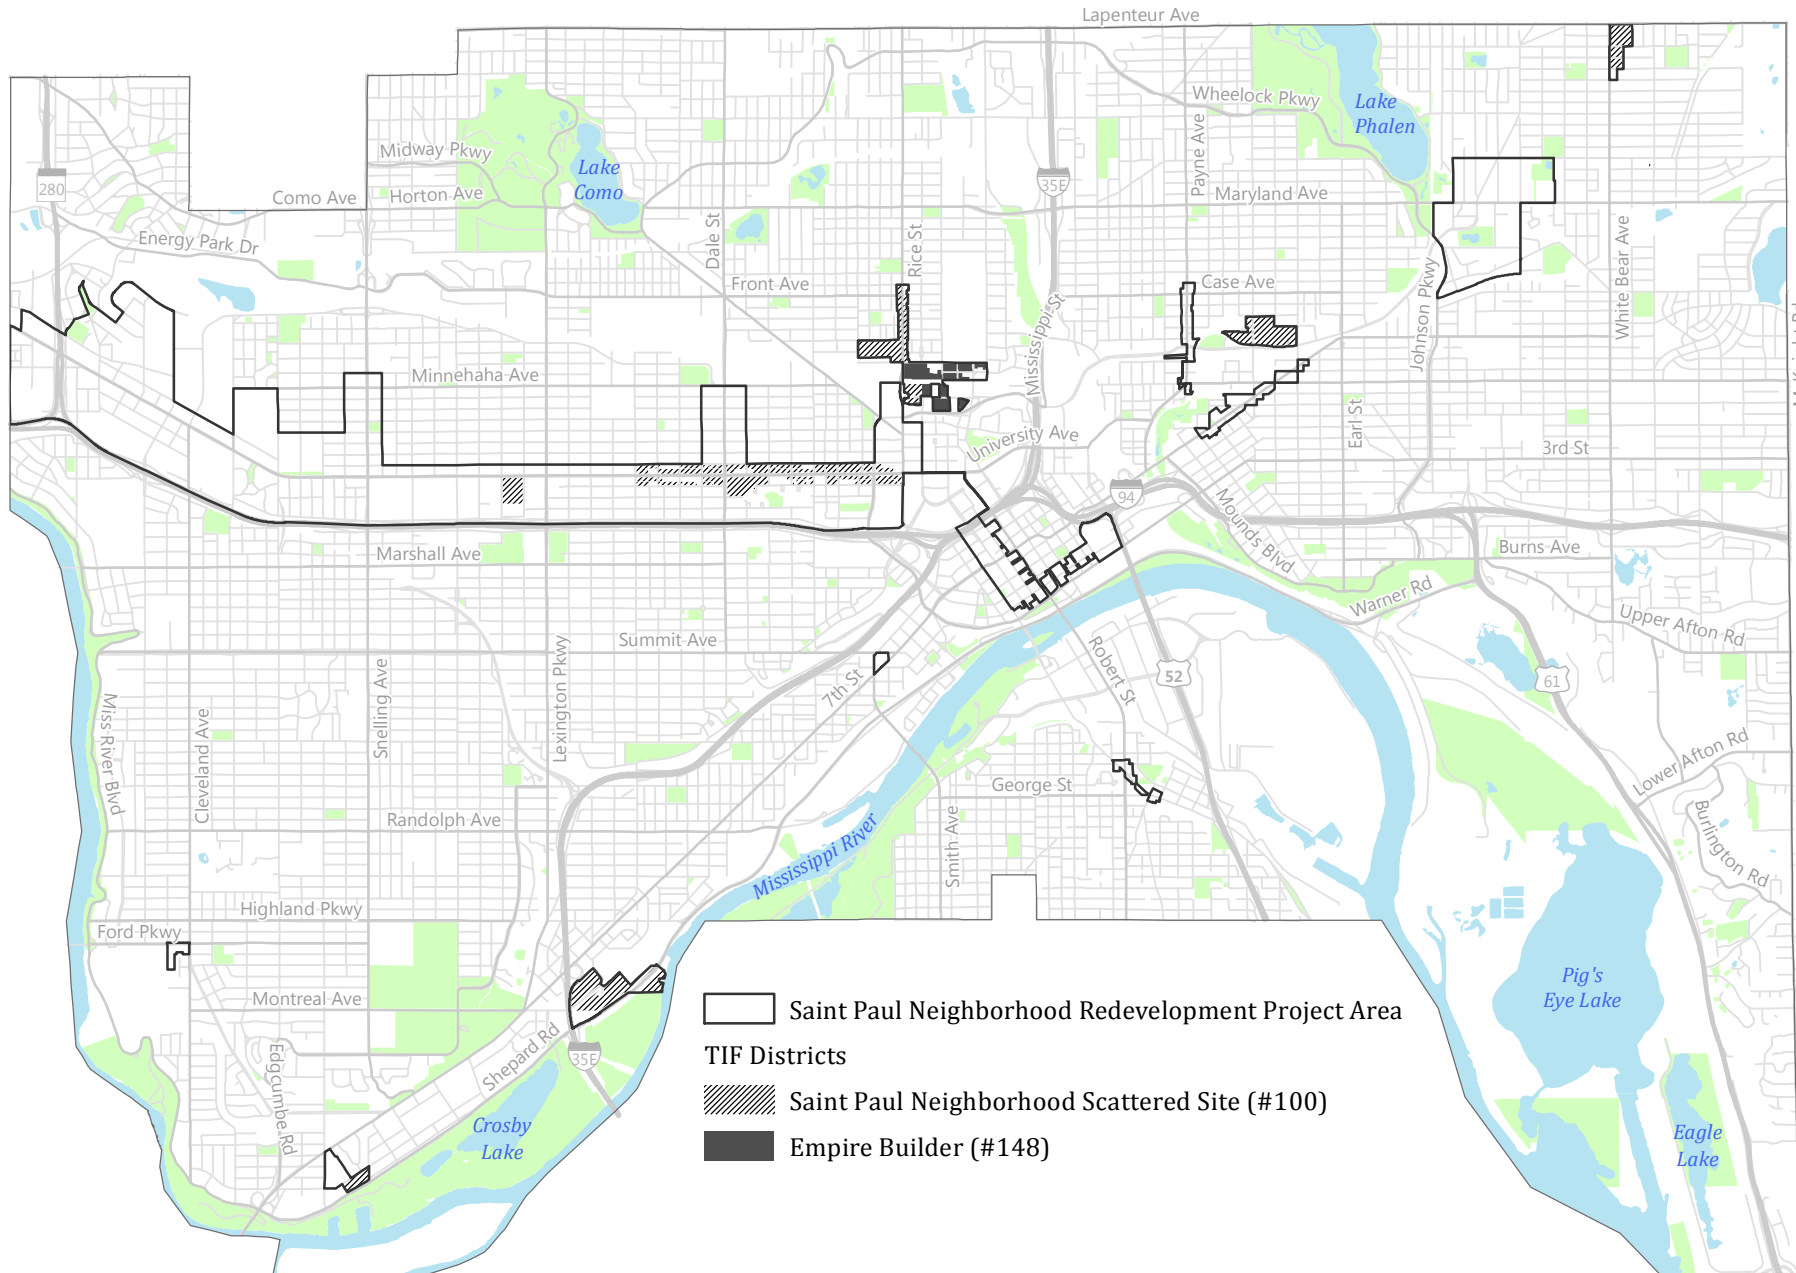 Lapenteur Ave
Wheelock Pkwy
Lake
Phalen
Payne Ave
Midway Pkwy
Lake
Como
280
Como Ave
Horton Ave
35E
Maryland Ave
Energy Park Dr
Dale St
Rice St
White Bear Ave
Front Ave
Case Ave
Johnson Pkwy
Mississippi St
Minnehaha Ave
University Ave
Earl St
3rd St
94
Mounds Blvd
Marshall Ave
Burns Ave
Warner Rd
Upper Afton Rd
Summit Ave
Robert St
52
61
7th St
Miss River Blvd
Cleveland Ave
Snelling Ave
Lexington Pkwy
Lower Afton Rd
George St
Burlington Rd
Randolph Ave
Smith Ave
Mississippi River
Highland Pkwy
Ford Pkwy
Pig's
Eye Lake
Montreal Ave
Saint Paul Neighborhood Redevelopment Project Area
TIF Districts
Shepard Rd
35E
Edgcumbe Rd
Saint Paul Neighborhood Scattered Site (#100)
Crosby
Lake
Empire Builder (#148)
Eagle
Lake